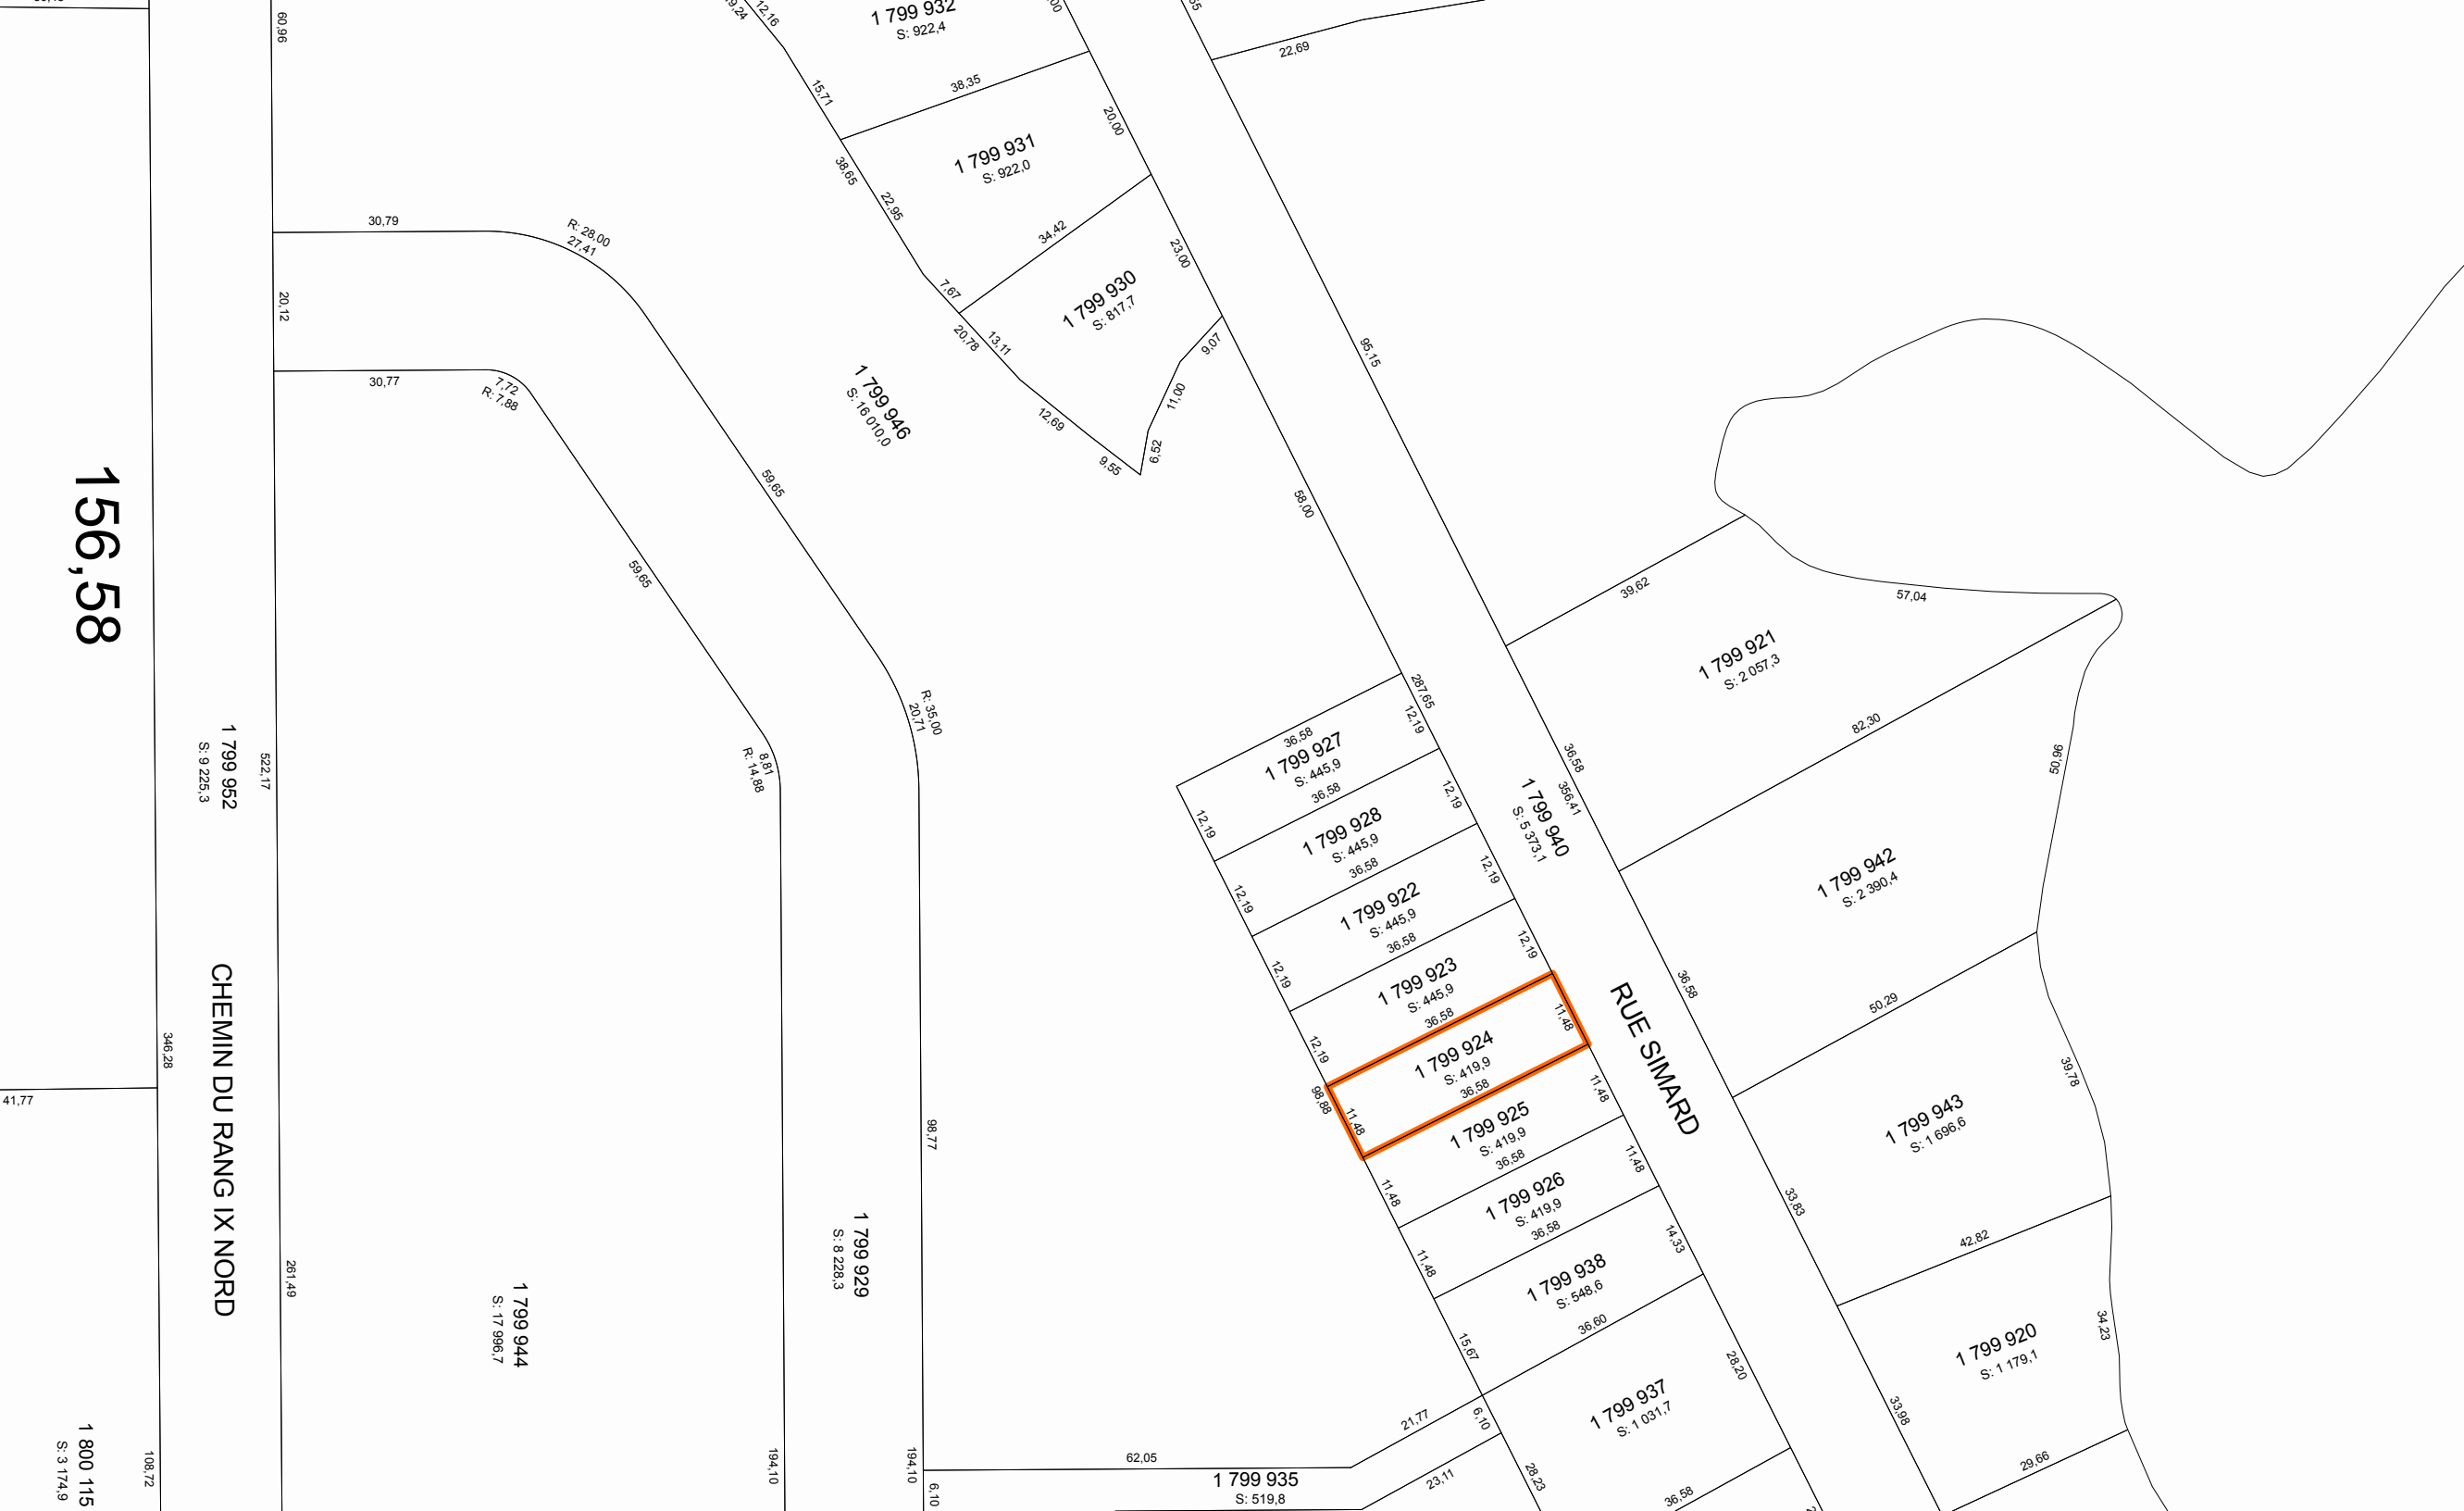 60,96
12,16
1 799 932
S: 922,4
22,69
38,35
15,71
20,00
1 799 931
S: 922,0
38,65
22,95
34,42
23,00
30,79
R: 28,00
27,41
20,12
7,67
1 799 930
S: 817,7
20,78
13,11
9,07
95,15
30,77
7,72
R: 7,88
1 799 946
S: 16 010,0
11,00
12,69
6,52
9,55
59,65
58,00
156,58
59,65
39,62
57,04
1 799 921
S: 2 057,3
R: 35,00
20,71
287,65
12,19
82,30
36,58
1 799 927
S: 445,9
36,58
1 799 952
S: 9 225,3
522,17
8,81
R: 14,88
36,58
356,41
50,96
12,19
12,19
1 799 940
S: 5 373,1
1 799 928
S: 445,9
36,58
12,19
12,19
1 799 942
S: 2 390,4
1 799 922
S: 445,9
36,58
12,19
12,19
36,58
1 799 923
S: 445,9
36,58
12,19
11,48
50,29
RUE SIMARD
CHEMIN DU RANG IX NORD
346,28
41,77
1 799 924
S: 419,9
36,58
98,88
11,48
11,48
39,78
1 799 943
S: 1 696,6
98,77
1 799 925
S: 419,9
36,58
11,48
11,48
33,83
1 799 926
S: 419,9
36,58
11,48
14,33
42,82
1 799 929
S: 8 228,3
261,49
1 799 944
S: 17 996,7
1 799 938
S: 548,6
36,60
15,67
28,20
34,23
1 799 920
S: 1 179,1
1 799 937
S: 1 031,7
33,98
21,77
6,10
1 800 115
S: 3 174,9
108,72
194,10
194,10
62,05
1 799 935
S: 519,8
23,11
28,23
6,10
36,58
29,66